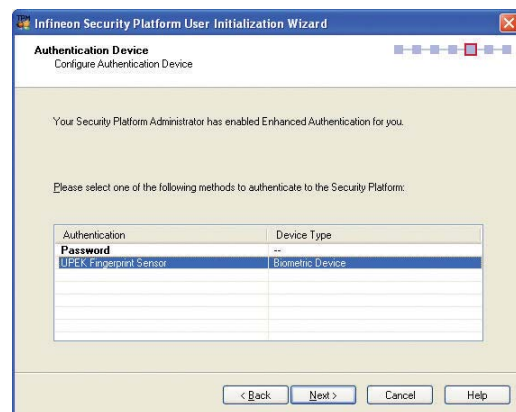 Infineon Security Platform User Initialization Wizard
Authentication Device
Configure Authentication Device
Your Security Platform Administrator has enabled Enhanced Authentication for you.
Please select one of the following methods to authenticate to the Security Platform:
Authentication Device Type
Password --
UPEK Fingerprint Sensor Biometric Device
< Back Next > Cancel Help